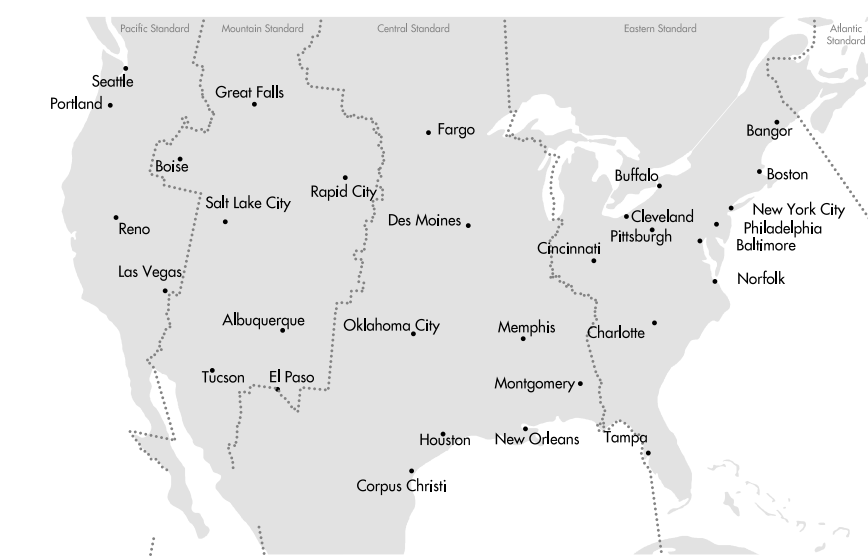 Pacific Standard
Mountain Standard
Central Standard
Eastern Standard
Atlantic
Standard
Seattle
Portland
Great Falls
Fargo
Bangor
Boise
Rapid City
Buffalo
Boston
Salt Lake City
Reno
Des Moines
Cleveland
New York City
Pittsburgh
Philadelphia
Cincinnati
Baltimore
Las Vegas
Norfolk
Albuquerque
Oklahoma City
Memphis
Charlotte
Tucson
El Paso
Montgomery
Houston
New Orleans
Tampa
Corpus Christi